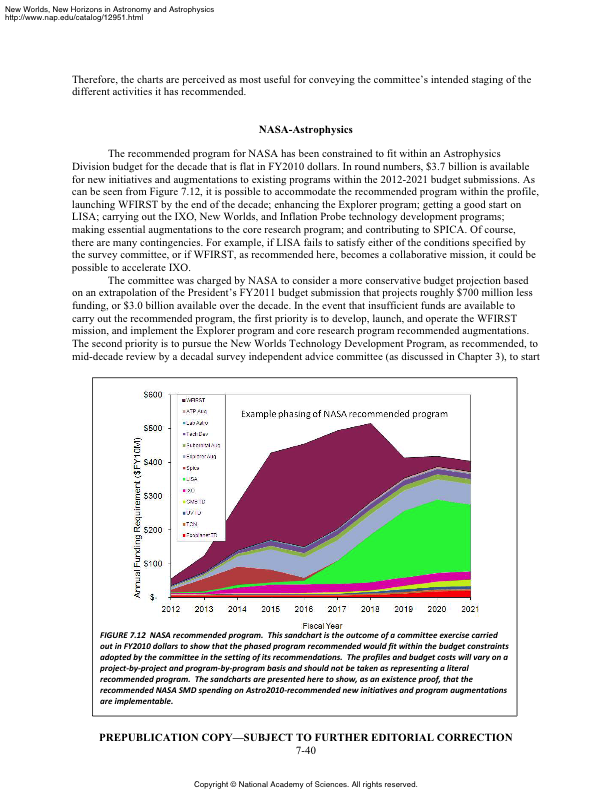 New Worlds, New Horizons in Astronomy and Astrophysics
http://www.nap.edu/catalog/12951.html
Therefore, the charts are perceived as most useful for conveying the committee's intended staging of the
different activities it has recommended.
NASA-Astrophysics
The recommended program for NASA has been constrained to fit within an Astrophysics
Division budget for the decade that is flat in FY2010 dollars. In round numbers, $3.7 billion is available
for new initiatives and augmentations to existing programs within the 2012-2021 budget submissions. As
can be seen from Figure 7.12, it is possible to accommodate the recommended program within the profile,
launching WFIRST by the end of the decade; enhancing the Explorer program; getting a good start on
LISA; carrying out the IXO, New Worlds, and Inflation Probe technology development programs;
making essential augmentations to the core research program; and contributing to SPICA. Of course,
there are many contingencies. For example, if LISA fails to satisfy either of the conditions specified by
the survey committee, or if WFIRST, as recommended here, becomes a collaborative mission, it could be
possible to accelerate IXO.
The committee was charged by NASA to consider a more conservative budget projection based
on an extrapolation of the President's FY2011 budget submission that projects roughly $700 million less
funding, or $3.0 billion available over the decade. In the event that insufficient funds are available to
carry out the recommended program, the first priority is to develop, launch, and operate the WFIRST
mission, and implement the Explorer program and core research program recommended augmentations.
The second priority is to pursue the New Worlds Technology Development Program, as recommended, to
mid-decade review by a decadal survey independent advice committee (as discussed in Chapter 3), to start
Example phasing of NASA recommended program
Annual Funding Requirement ($FY10M)
$600
$500
$400
$300
$200
$100
$-
WFIRST
ATP Aug
Lab Astro
Tech Dev
Suborbital Aug
Explorer Aug
Spica
LISA
IXO
CMB TD
UV TD
TCN
Exoplanet TD
2012 2013 2014 2015 2016 2017 2018 2019 2020 2021
Fiscal Year
FIGURE 7.12 NASA recommended program. This sandchart is the outcome of a committee exercise carried
out in FY2010 dollars to show that the phased program recommended would fit within the budget constraints
adopted by the committee in the setting of its recommendations. The profiles and budget costs will vary on a
project-by-project and program-by-program basis and should not be taken as representing a literal
recommended program. The sandcharts are presented here to show, as an existence proof, that the
recommended NASA SMD spending on Astro2010-recommended new initiatives and program augmentations
are implementable.
PREPUBLICATION COPY—SUBJECT TO FURTHER EDITORIAL CORRECTION
7-40
Copyright © National Academy of Sciences. All rights reserved.